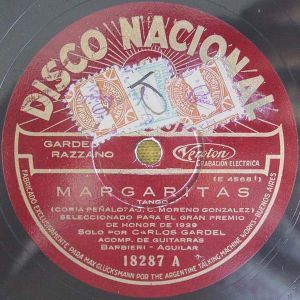 DISCO NACIONAL
GARDEL
RAZZANO
Veroton
GRABACIÓN ELECTRICA
(E 4568¹)
MARGARITAS
TANGO
(CORIA PEÑALOZA-J. C. MORENO GONZALEZ)
SELECCIONADO PARA EL GRAN PREMIO
DE HONOR DE 1929
SOLO POR CARLOS GARDEL
ACOMP. DE GUITARRAS
BARBIERI - AGUILAR
18287 A
FABRICADO EXCLUSIVAMENTE PARA MAX GLÜCKSMANN POR THE ARGENTINE TALKING MACHINE WORKS - BUENOS AIRES